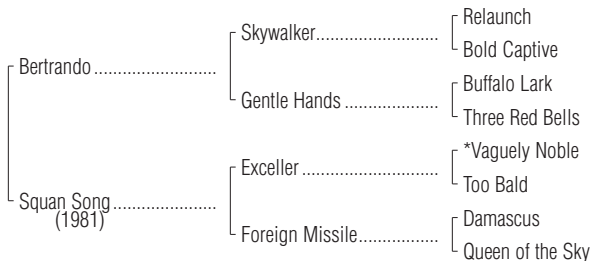 Relaunch
Skywalker
Bold Captive
Bertrando
Buffalo Lark
Gentle Hands
Three Red Bells
*Vaguely Noble
Exceller
Too Bald
Squan Song
(1981)
Damascus
Foreign Missile
Queen of the Sky